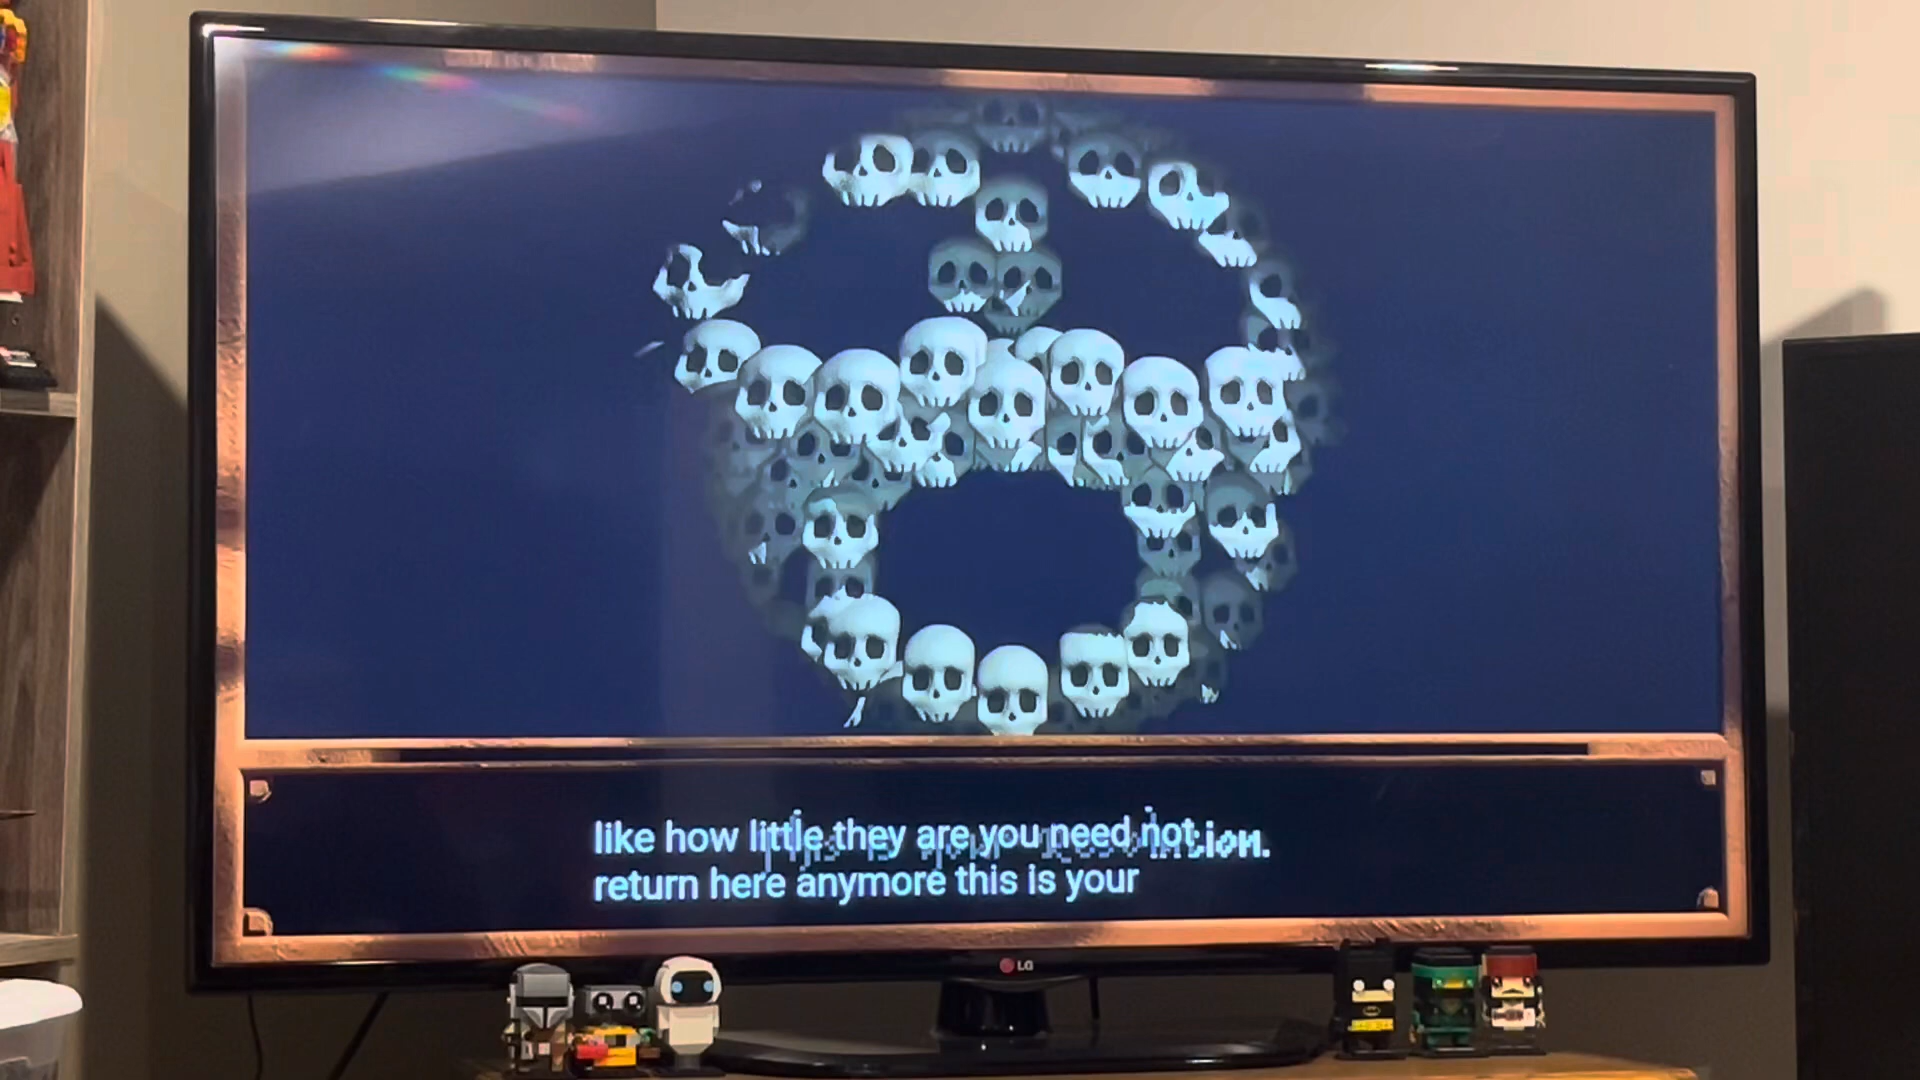 like how little they are you need not
return here anymore this is your
LG